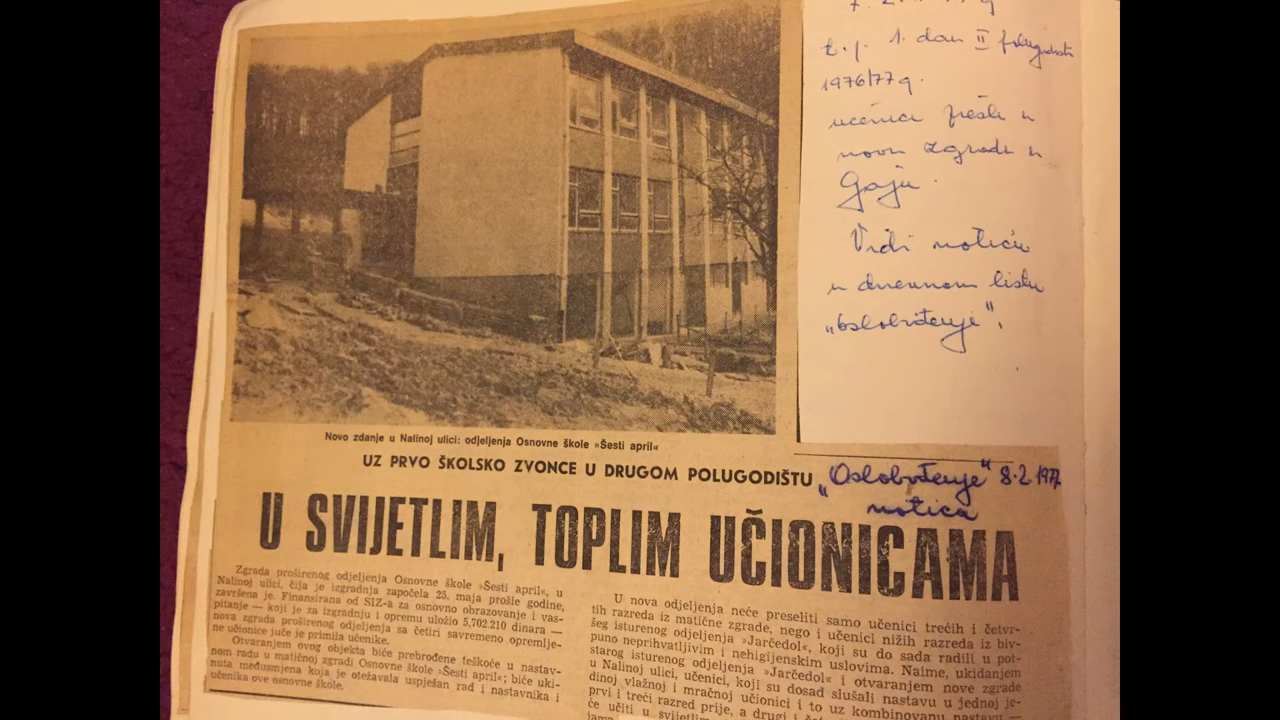 t.j. 1. dan II polugodišta
1976/77 g.
učenici prešli u
novu zgradu u
Gaju.
Vidi noticu
u dnevnom listu
„Oslobođenje".
Novo zdanje u Nalinoj ulici: odjeljenja Osnovne škole »Šesti april«
UZ PRVO ŠKOLSKO ZVONCE U DRUGOM POLUGODIŠTU
„Oslobođenje" 8.2.1977
notica
U SVIJETLIM, TOPLIM UČIONICAMA
Zgrada proširenog odjeljenja Osnovne škole »Šesti april«, u
Nalinoj ulici, čija je izgradnja započela 25. maja prošle godine,
završena je. Finansirana od SIZ-a za osnovno obrazovanje i vas-
pitanje — koji je za izgradnju i opremu uložio 5,702.210 dinara —
nova zgrada proširenog odjeljenja sa četiri savremeno opremlje-
ne učionice juče je primila učenike.
Otvaranjem ovog objekta biće prebrođene teškoće u nastav-
nom radu u matičnoj zgradi Osnovne škole »Šesti april«; biće uki-
nuta međusmjena koja je otežavala uspješan rad i nastavnika i
učenika ove osnovne škole.
U nova odjeljenja neće preseliti samo učenici trećih i četvr-
tih razreda iz matične zgrade, nego i učenici nižih razreda iz biv-
šeg isturenog odjeljenja »Jarčedol«, koji su do sada radili u pot-
puno neprihvatljivim i nehigijenskim uslovima. Naime, ukidanjem
starog isturenog odjeljenja »Jarčedol« i otvaranjem nove zgrade
u Nalinoj ulici, učenici, koji su dosad slušali nastavu u jednoj je-
dinoj vlažnoj i mračnoj učionici i to uz kombinovanu nastavu —
prvi i treći razred prije, a drugi i
će učiti u svijetlim